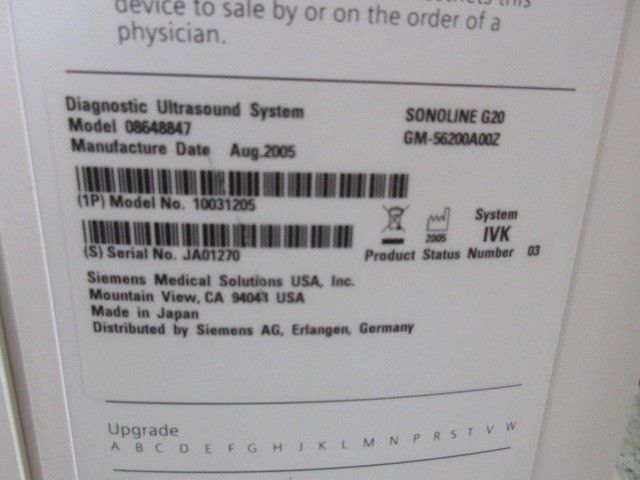 device to sale by or on the order of a
physician.
Diagnostic Ultrasound System
SONOLINE G20
Model 08648847
GM-56200A00Z
Manufacture Date Aug.2005
(1P) Model No. 10031205
System
2005
IVK
(S) Serial No. JA01270
Product Status Number 03
Siemens Medical Solutions USA, Inc.
Mountain View, CA 94043 USA
Made in Japan
Distributed by Siemens AG, Erlangen, Germany
Upgrade
A B C D E F G H J K L M N P R S T V W